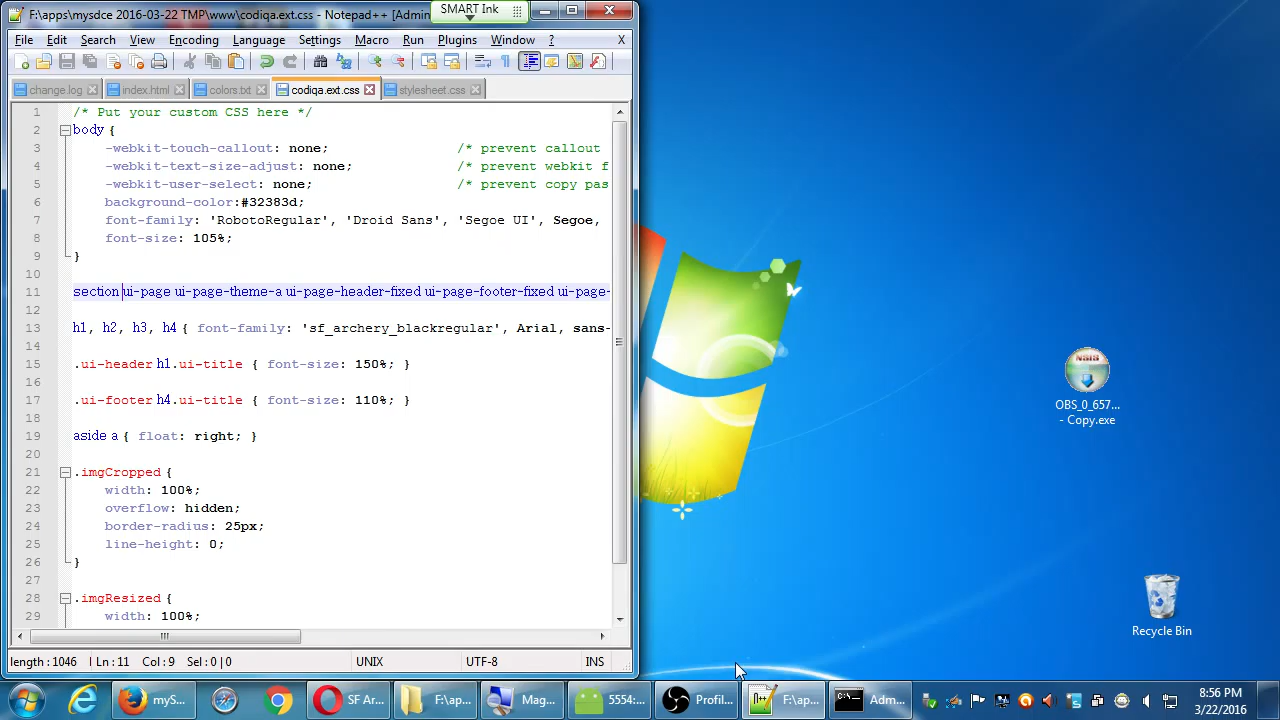 F:\apps\mysdce 2016-03-22 TMP\www\codiqa.ext.css - Notepad++ [Admin
SMART Ink
File Edit Search View Encoding Language Settings Macro Run Plugins Window ? X
change.log index.html colors.txt codiqa.ext.css stylesheet.css
1 /* Put your custom CSS here */
2 body {
3 -webkit-touch-callout: none; /* prevent callout
4 -webkit-text-size-adjust: none; /* prevent webkit f
5 -webkit-user-select: none; /* prevent copy pas
6 background-color:#32383d;
7 font-family: 'RobotoRegular', 'Droid Sans', 'Segoe UI', Segoe,
8 font-size: 105%;
9 }
10
11 section ui-page ui-page-theme-a ui-page-header-fixed ui-page-footer-fixed ui-page-
12
13 h1, h2, h3, h4 { font-family: 'sf_archery_blackregular', Arial, sans-
14
15 .ui-header h1.ui-title { font-size: 150%; }
16
17 .ui-footer h4.ui-title { font-size: 110%; }
18
19 aside a { float: right; }
20
21 .imgCropped {
22 width: 100%;
23 overflow: hidden;
24 border-radius: 25px;
25 line-height: 0;
26 }
27
28 .imgResized {
29 width: 100%;
length : 1046 Ln : 11 Col : 9 Sel : 0 | 0 UNIX UTF-8 INS
OBS_0_657...
- Copy.exe
Recycle Bin
myS... SF Ar... F:\ap... Mag... 5554:... Profil... F:\ap... Adm...
8:56 PM
3/22/2016